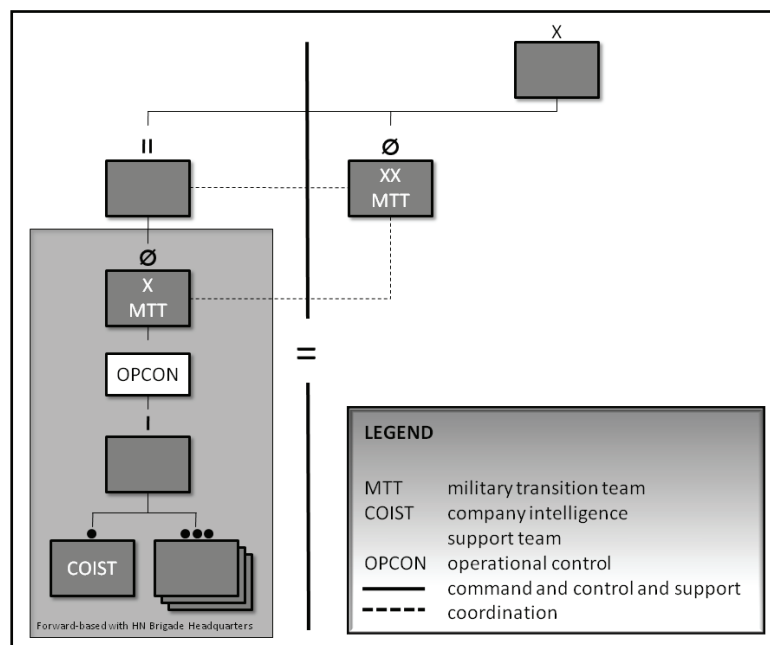 X
II
Ø
XX
MTT
Ø
X
MTT
=
OPCON
I
●
●●●
COIST
Forward-based with HN Brigade Headquarters
LEGEND
MTT military transition team
COIST company intelligence
support team
OPCON operational control
command and control and support
coordination